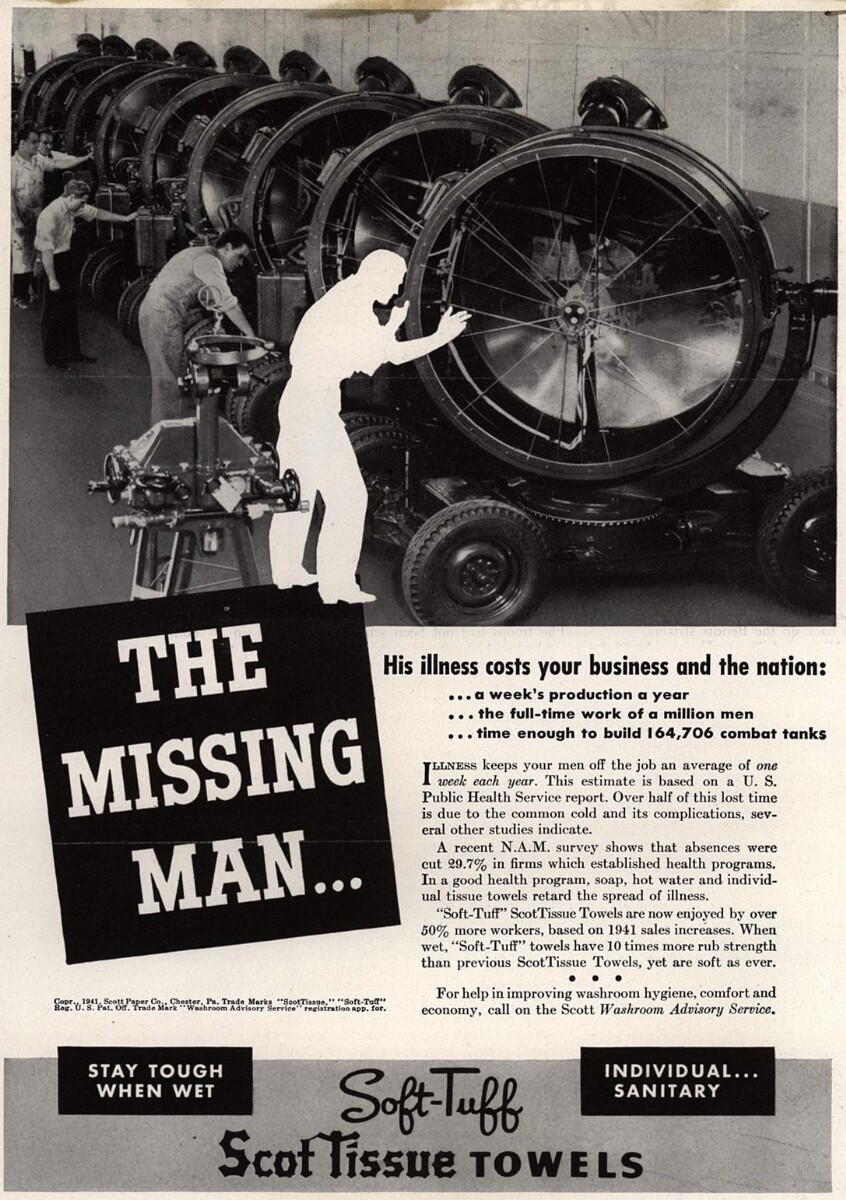 THE
MISSING
MAN...
His illness costs your business and the nation:
...a week's production a year
...the full-time work of a million men
...time enough to build 164,706 combat tanks
ILLNESS keeps your men off the job an average of one
week each year. This estimate is based on a U. S.
Public Health Service report. Over half of this lost time
is due to the common cold and its complications, sev-
eral other studies indicate.
A recent N.A.M. survey shows that absences were
cut 29.7% in firms which established health programs.
In a good health program, soap, hot water and individ-
ual tissue towels retard the spread of illness.
"Soft-Tuff" ScotTissue Towels are now enjoyed by over
50% more workers, based on 1941 sales increases. When
wet, "Soft-Tuff" towels have 10 times more rub strength
than previous ScotTissue Towels, yet are soft as ever.
• • •
For help in improving washroom hygiene, comfort and
economy, call on the Scott Washroom Advisory Service.
Copr., 1941, Scott Paper Co., Chester, Pa. Trade Marks "ScotTissue," "Soft-Tuff"
Reg. U. S. Pat. Off. Trade Mark "Washroom Advisory Service" registration app. for.
STAY TOUGH
WHEN WET
INDIVIDUAL...
SANITARY
Soft-Tuff
ScotTissue TOWELS